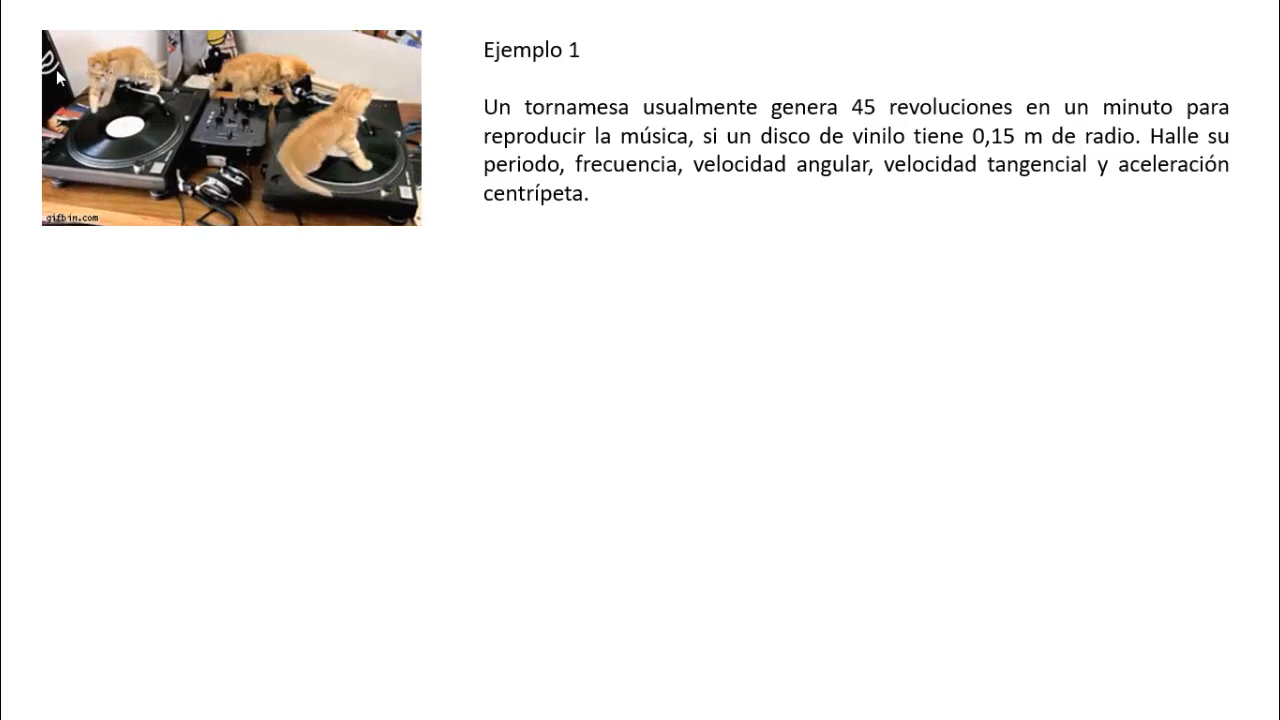 Ejemplo 1
Un tornamesa usualmente genera 45 revoluciones en un minuto para
reproducir la música, si un disco de vinilo tiene 0,15 m de radio. Halle su
periodo, frecuencia, velocidad angular, velocidad tangencial y aceleración
centrípeta.
gifbin.com